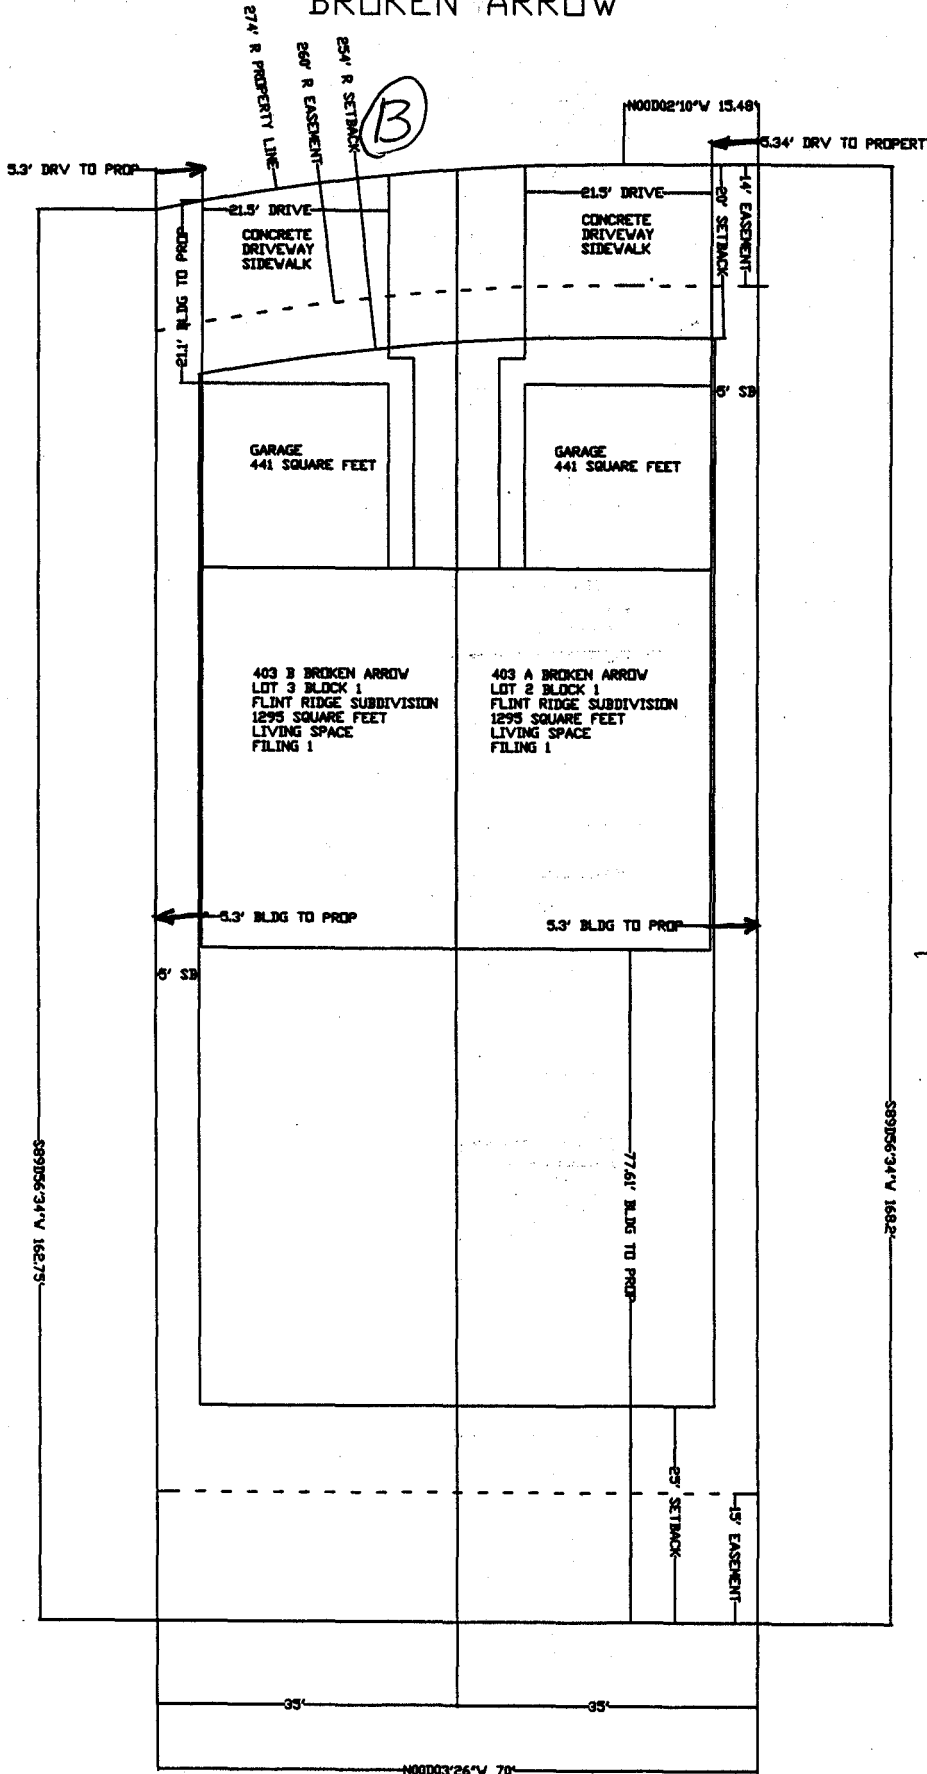 BROKEN ARROW
274' R PROPERTY LINE
260' R EASEMENT
254' R SETBACK
B
N00D02'10"W 15.48'
5.3' DRV TO PROP
5.34' DRV TO PROPERT
21.5' DRIVE
CONCRETE
DRIVEWAY
SIDEWALK
21.5' DRIVE
CONCRETE
DRIVEWAY
SIDEWALK
20' SETBACK
14' EASEMENT
21.1' BLDG TO PROP
5' SB
GARAGE
441 SQUARE FEET
GARAGE
441 SQUARE FEET
403 B BROKEN ARROW
LOT 3 BLOCK 1
FLINT RIDGE SUBDIVISION
1295 SQUARE FEET
LIVING SPACE
FILING 1
403 A BROKEN ARROW
LOT 2 BLOCK 1
FLINT RIDGE SUBDIVISION
1295 SQUARE FEET
LIVING SPACE
FILING 1
5.3' BLDG TO PROP
5.3' BLDG TO PROP
5' SB
S89D56'34"W 162.75'
77.61' BLDG TO PROP
S89D56'34"W 168.2'
25' SETBACK
15' EASEMENT
35'
35'
N00D03'26"W 70'